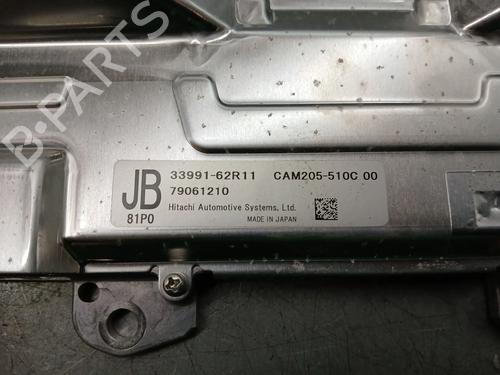 B-PARTS
JB
81P0
33991-62R11 CAM205-510C 00
79061210
Hitachi Automotive Systems, Ltd.
MADE IN JAPAN